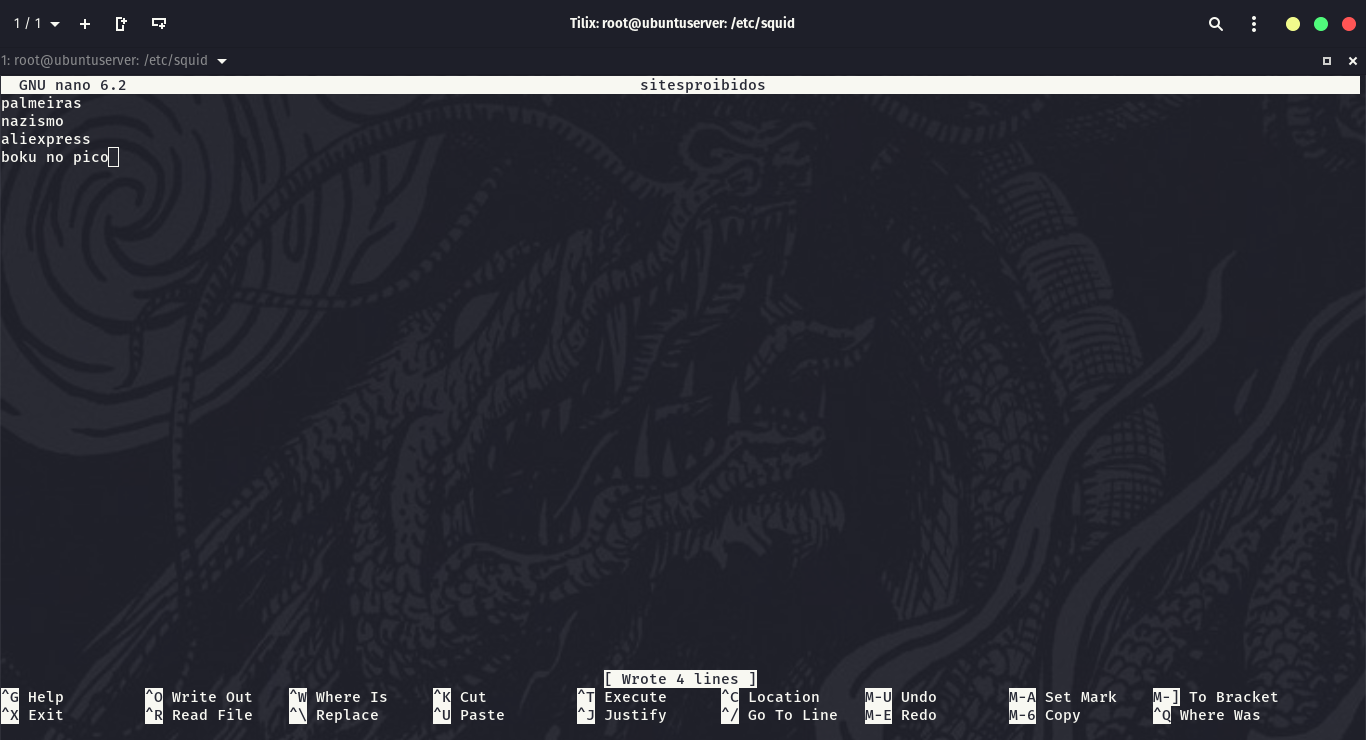 1 / 1
Tilix: root@ubuntuserver: /etc/squid
1: root@ubuntuserver: /etc/squid
GNU nano 6.2 sitesproibidos
palmeiras
nazismo
aliexpress
boku no pico
[ Wrote 4 lines ]
^G Help ^O Write Out ^W Where Is ^K Cut ^T Execute ^C Location M-U Undo M-A Set Mark M-] To Bracket
^X Exit ^R Read File ^\ Replace ^U Paste ^J Justify ^/ Go To Line M-E Redo M-6 Copy ^Q Where Was